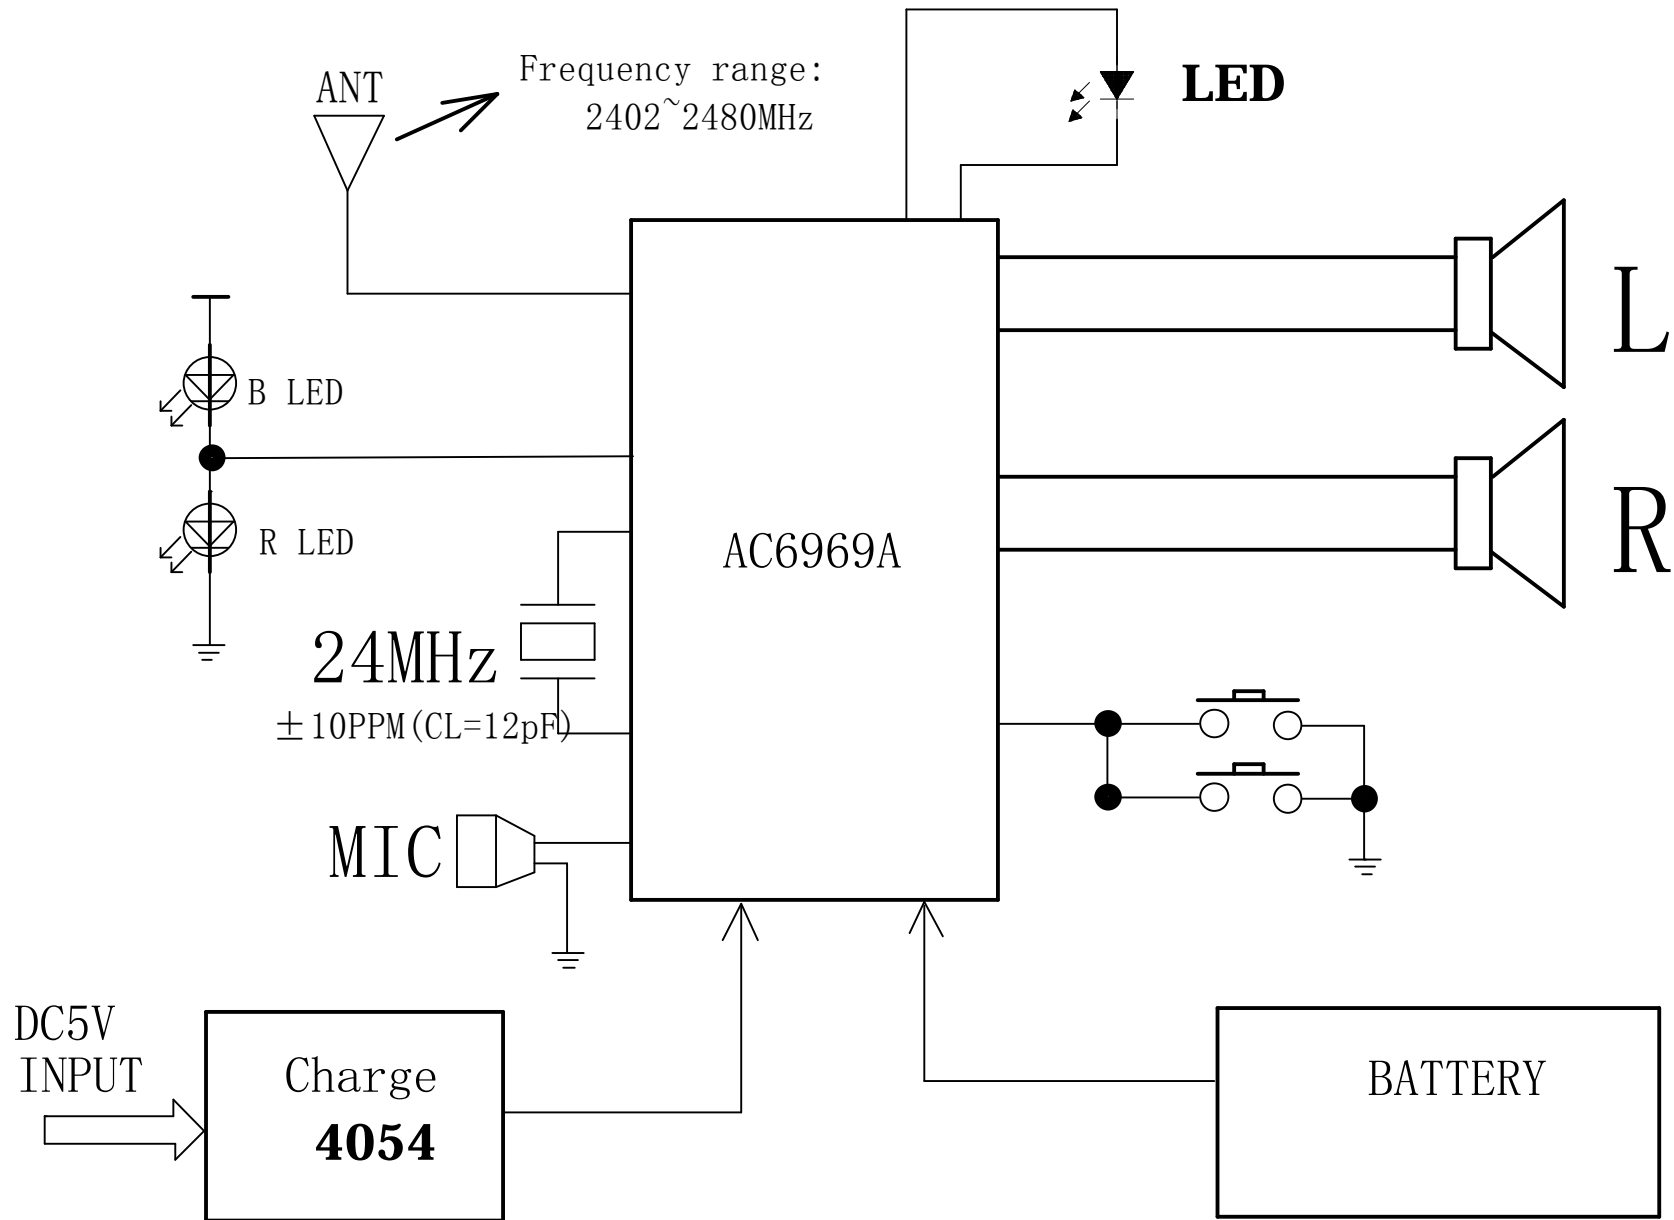 ANT
Frequency range:
2402~2480MHz
LED
L
B LED
R LED
R
AC6969A
24MHz
±10PPM(CL=12pF)
MIC
DC5V
INPUT
Charge
4054
BATTERY